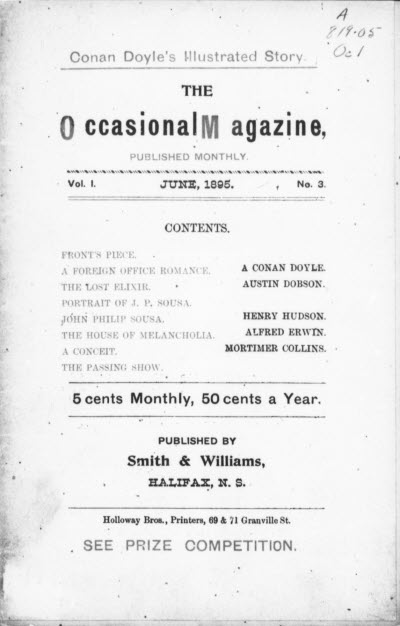 A
819.05
Oc1
Conan Doyle's Illustrated Story.
THE
Occasional Magazine,
PUBLISHED MONTHLY.
Vol. I. JUNE, 1895. No. 3.
CONTENTS.
FRONT'S PIECE.
A FOREIGN OFFICE ROMANCE. A CONAN DOYLE.
THE LOST ELIXIR. AUSTIN DOBSON.
PORTRAIT OF J. P. SOUSA.
JOHN PHILIP SOUSA. HENRY HUDSON.
THE HOUSE OF MELANCHOLIA. ALFRED ERWIN.
A CONCEIT. MORTIMER COLLINS.
THE PASSING SHOW.
5 cents Monthly, 50 cents a Year.
PUBLISHED BY
Smith & Williams,
HALIFAX, N. S.
Holloway Bros., Printers, 69 & 71 Granville St.
SEE PRIZE COMPETITION.